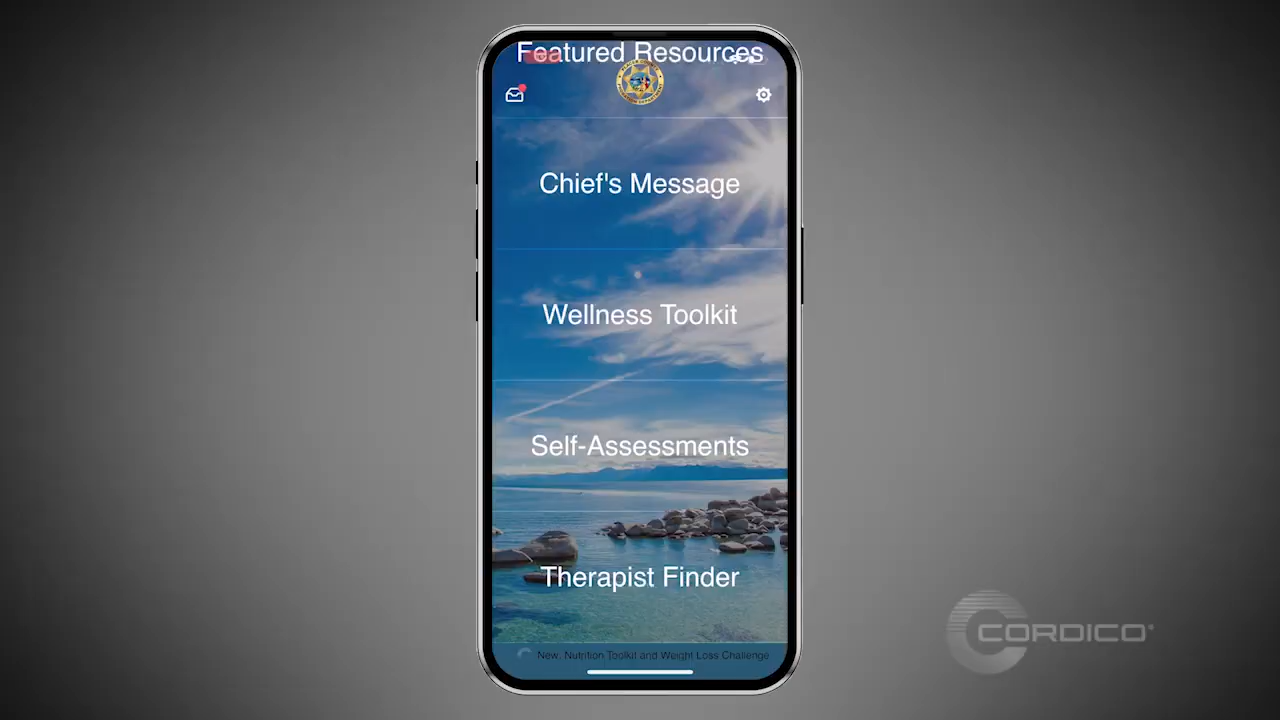 Featured Resources
Chief's Message
Wellness Toolkit
Self-Assessments
Therapist Finder
New, Nutrition Toolkit and Weight Loss Challenge
CORDICO®